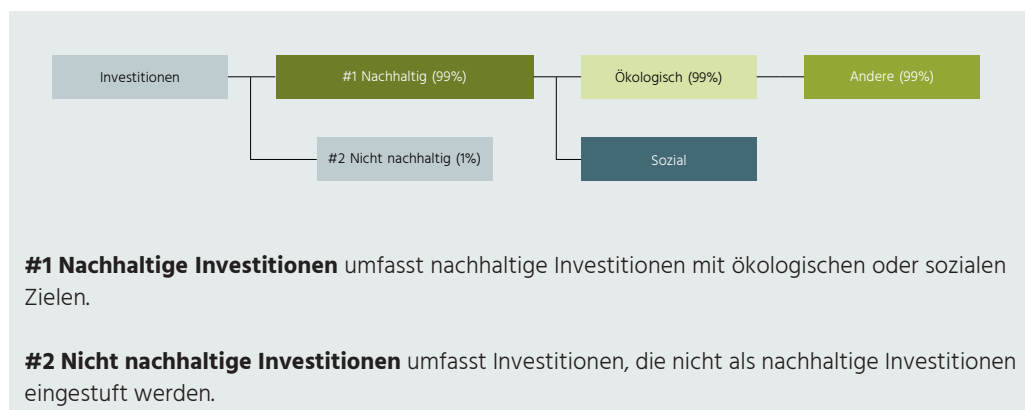 Investitionen
#1 Nachhaltig (99%)
Ökologisch (99%)
Andere (99%)
#2 Nicht nachhaltig (1%)
Sozial
#1 Nachhaltige Investitionen umfasst nachhaltige Investitionen mit ökologischen oder sozialen
Zielen.
#2 Nicht nachhaltige Investitionen umfasst Investitionen, die nicht als nachhaltige Investitionen
eingestuft werden.